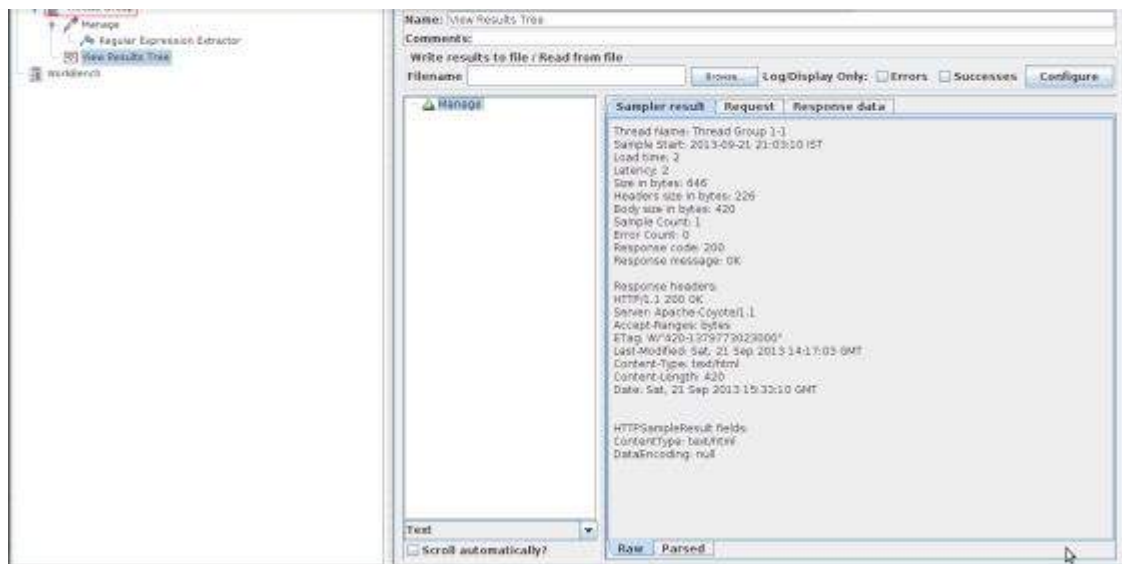 Manage
Regular Expression Extractor
View Results Tree
WorkBench
Name: View Results Tree
Comments:
Write results to file / Read from file
Filename Browse... Log/Display Only: Errors Successes Configure
Manage
Text
Scroll automatically?
Sampler result Request Response data
Thread Name: Thread Group 1-1
Sample Start: 2013-09-21 21:03:10 IST
Load time: 2
Latency: 2
Size in bytes: 646
Headers size in bytes: 226
Body size in bytes: 420
Sample Count: 1
Error Count: 0
Response code: 200
Response message: OK
Response headers:
HTTP/1.1 200 OK
Server: Apache-Coyote/1.1
Accept-Ranges: bytes
ETag: W/"420-1379773023000"
Last-Modified: Sat, 21 Sep 2013 14:17:03 GMT
Content-Type: text/html
Content-Length: 420
Date: Sat, 21 Sep 2013 15:33:10 GMT
HTTPSampleResult fields:
ContentType: text/html
DataEncoding: null
Raw Parsed